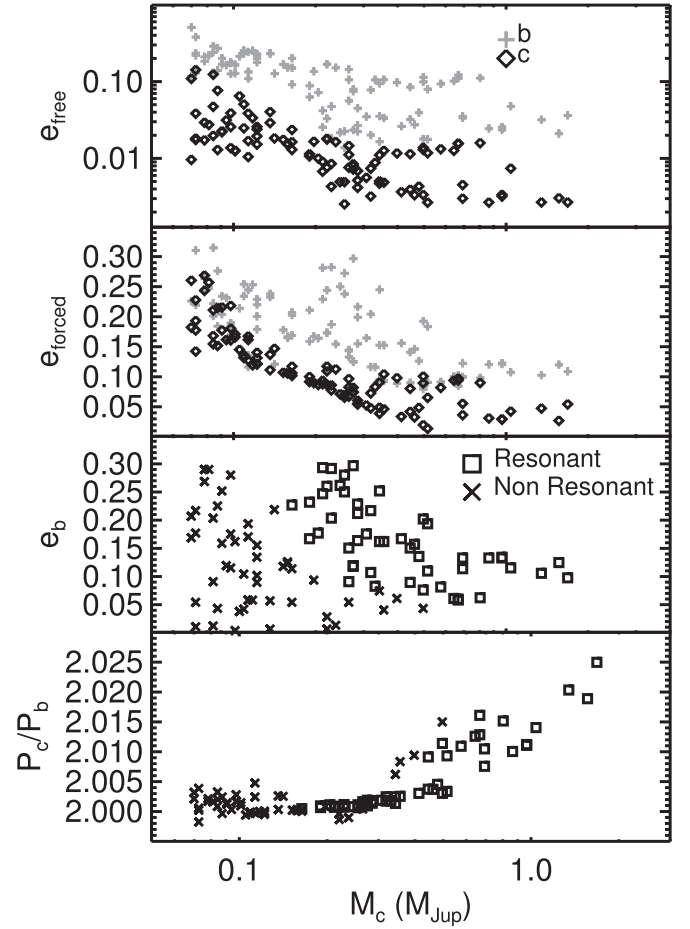 b
c
0.10
0.01
e_free
0.30
0.25
0.20
0.15
0.10
0.05
e_forced
Resonant
Non Resonant
0.30
0.25
0.20
0.15
0.10
0.05
e_b
2.025
2.020
2.015
2.010
2.005
2.000
P_c/P_b
0.1 1.0
M_c (M_Jup)